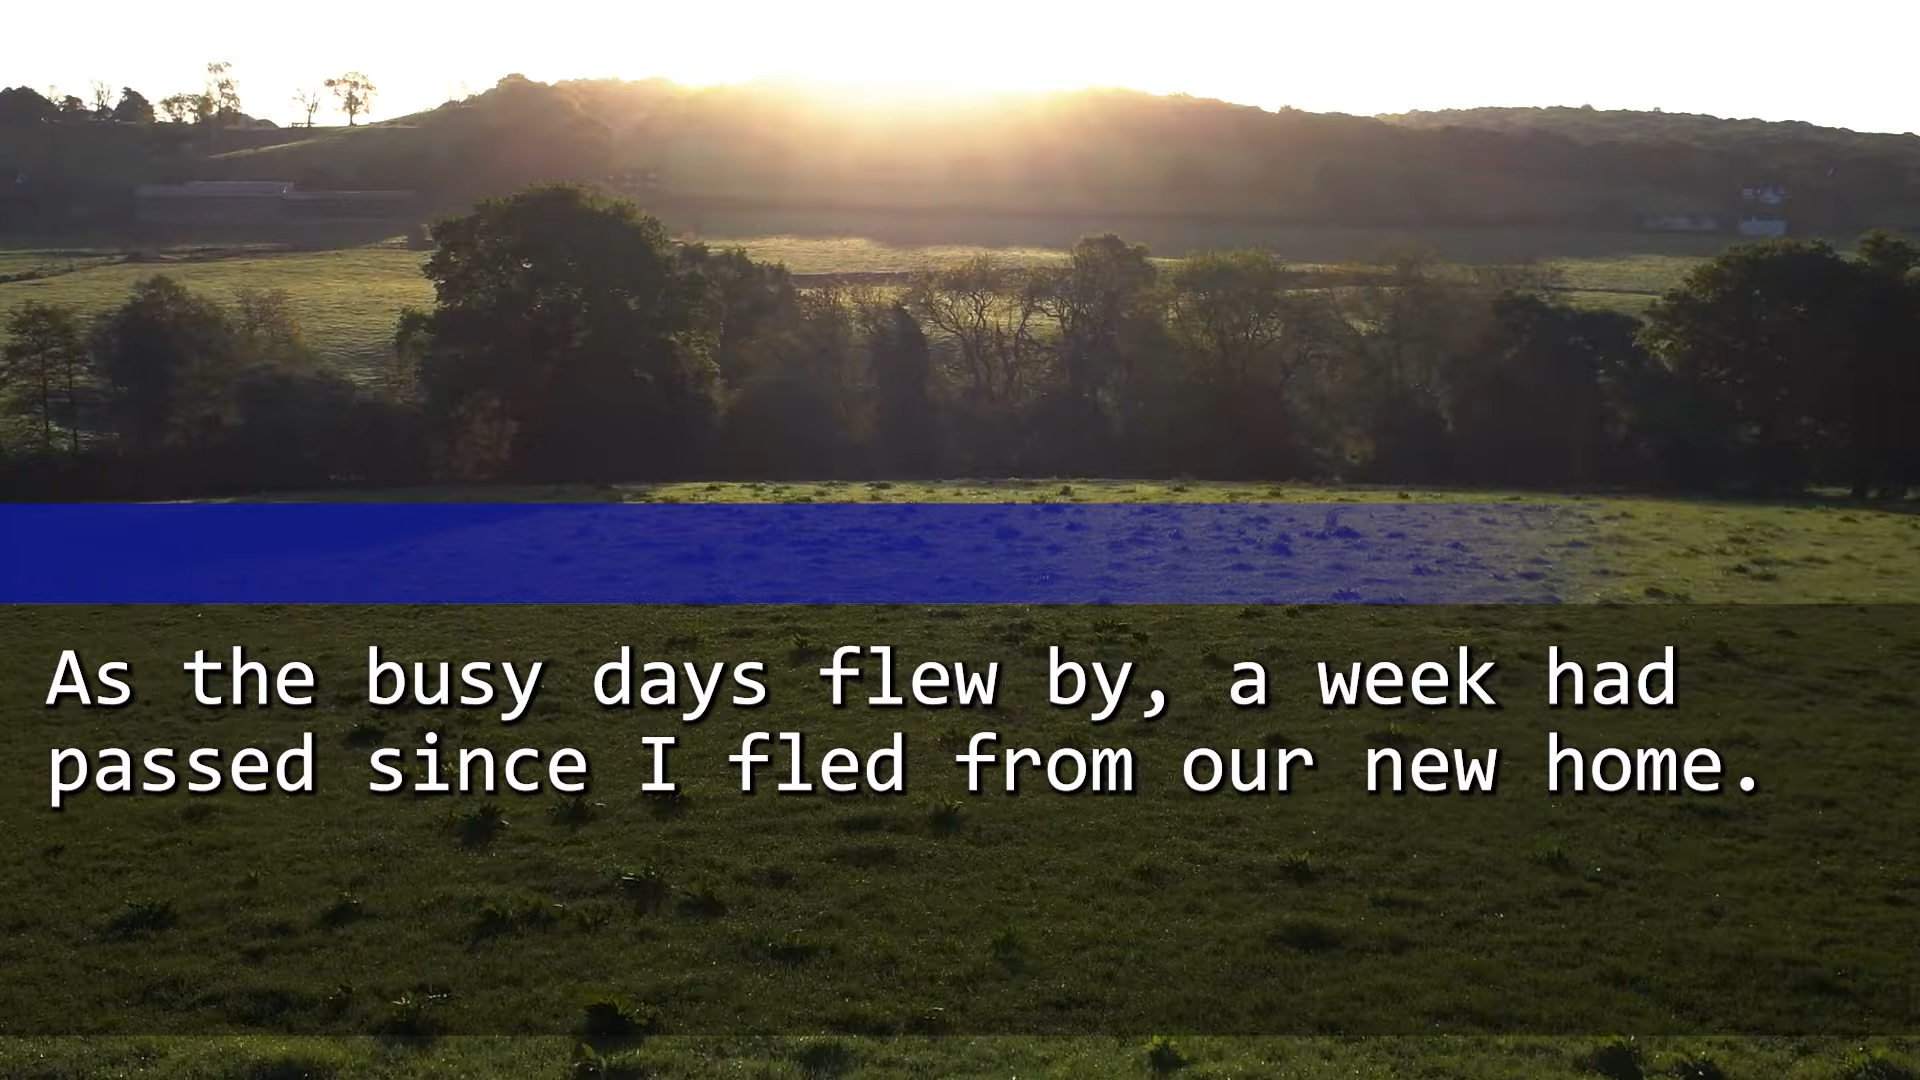 As the busy days flew by, a week had
passed since I fled from our new home.